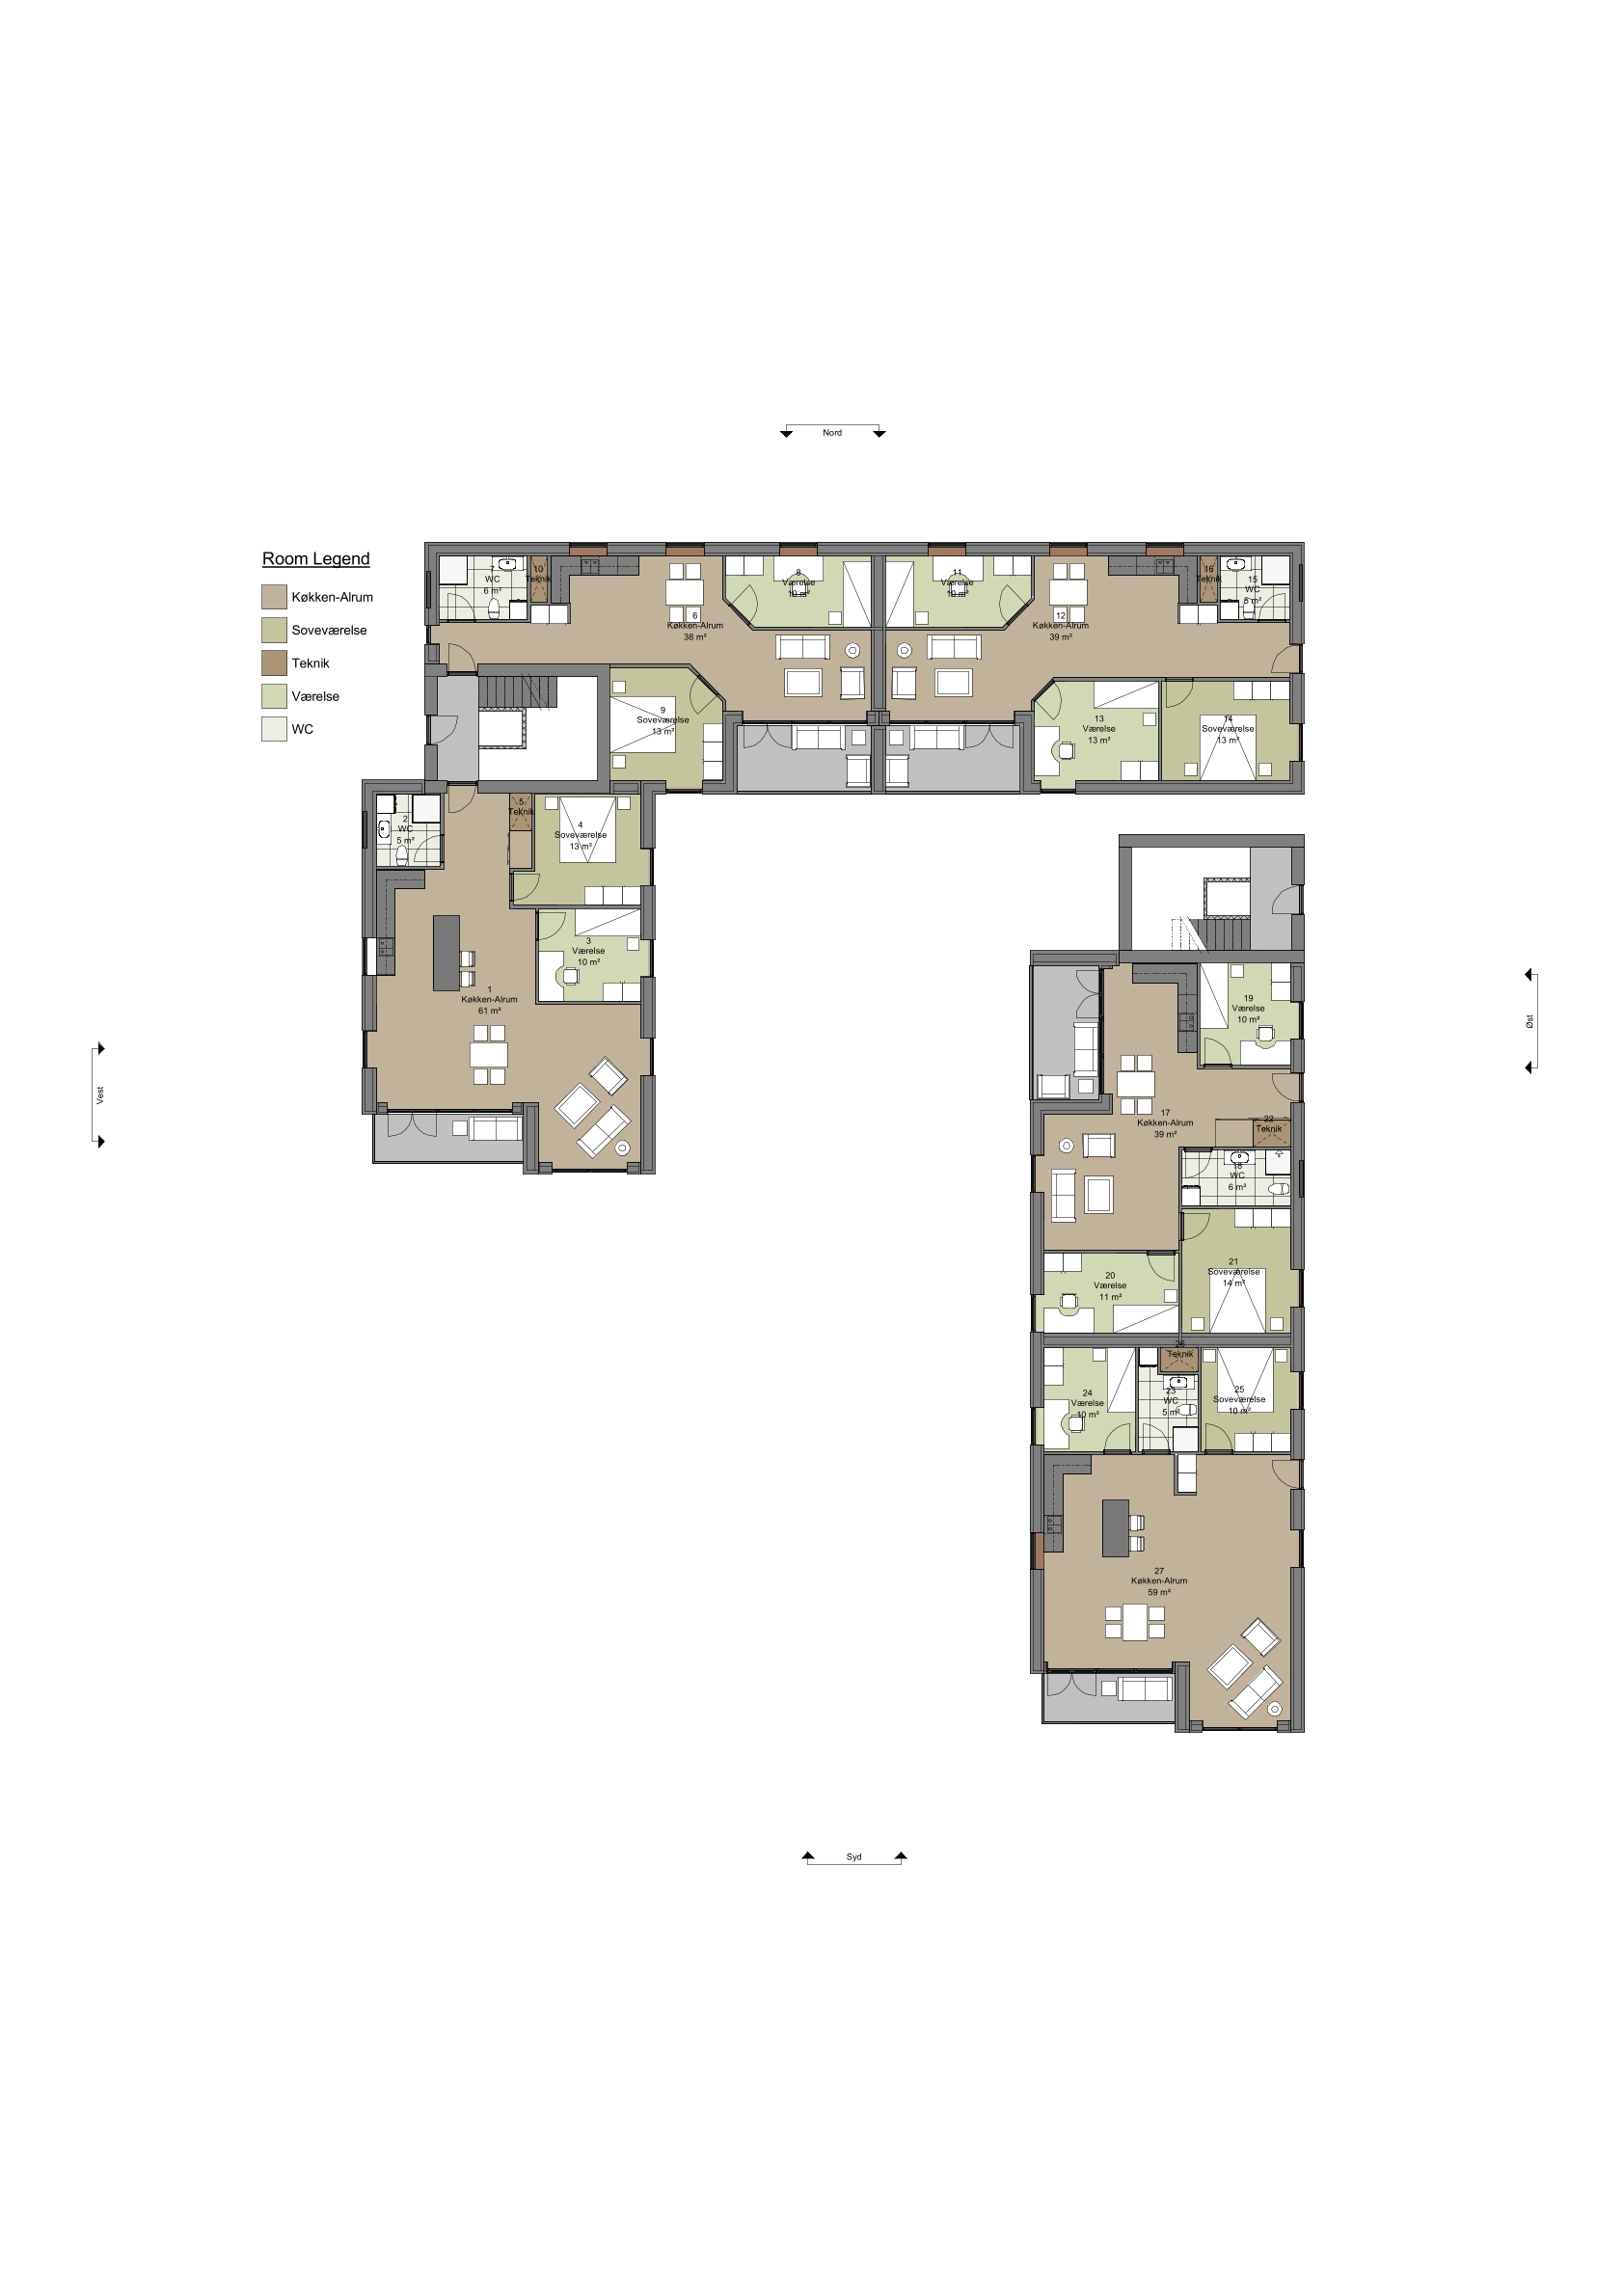 Nord
Room Legend
Køkken-Alrum
Soveværelse
Teknik
Værelse
WC
7
WC
6 m²
10
Teknik
6
Køkken-Alrum
38 m²
8
Værelse
10 m²
11
Værelse
10 m²
12
Køkken-Alrum
39 m²
16
Teknik
15
WC
5 m²
9
Soveværelse
13 m²
13
Værelse
13 m²
14
Soveværelse
13 m²
2
WC
5 m²
5
Teknik
4
Soveværelse
13 m²
3
Værelse
10 m²
1
Køkken-Alrum
61 m²
19
Værelse
10 m²
Øst
Vest
17
Køkken-Alrum
39 m²
22
Teknik
18
WC
6 m²
20
Værelse
11 m²
21
Soveværelse
14 m²
26
Teknik
24
Værelse
10 m²
23
WC
5 m²
25
Soveværelse
10 m²
27
Køkken-Alrum
59 m²
Syd